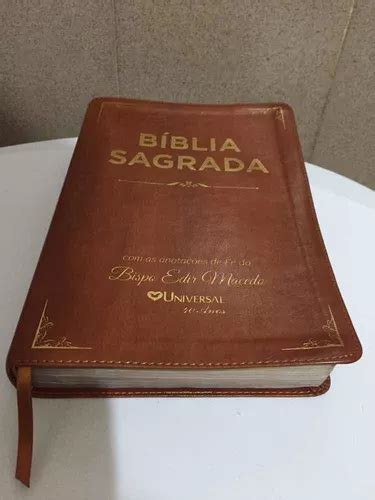 BÍBLIA
SAGRADA
com as anotações de Fé do
Bispo Edir Macedo
UNIVERSAL
40 Anos